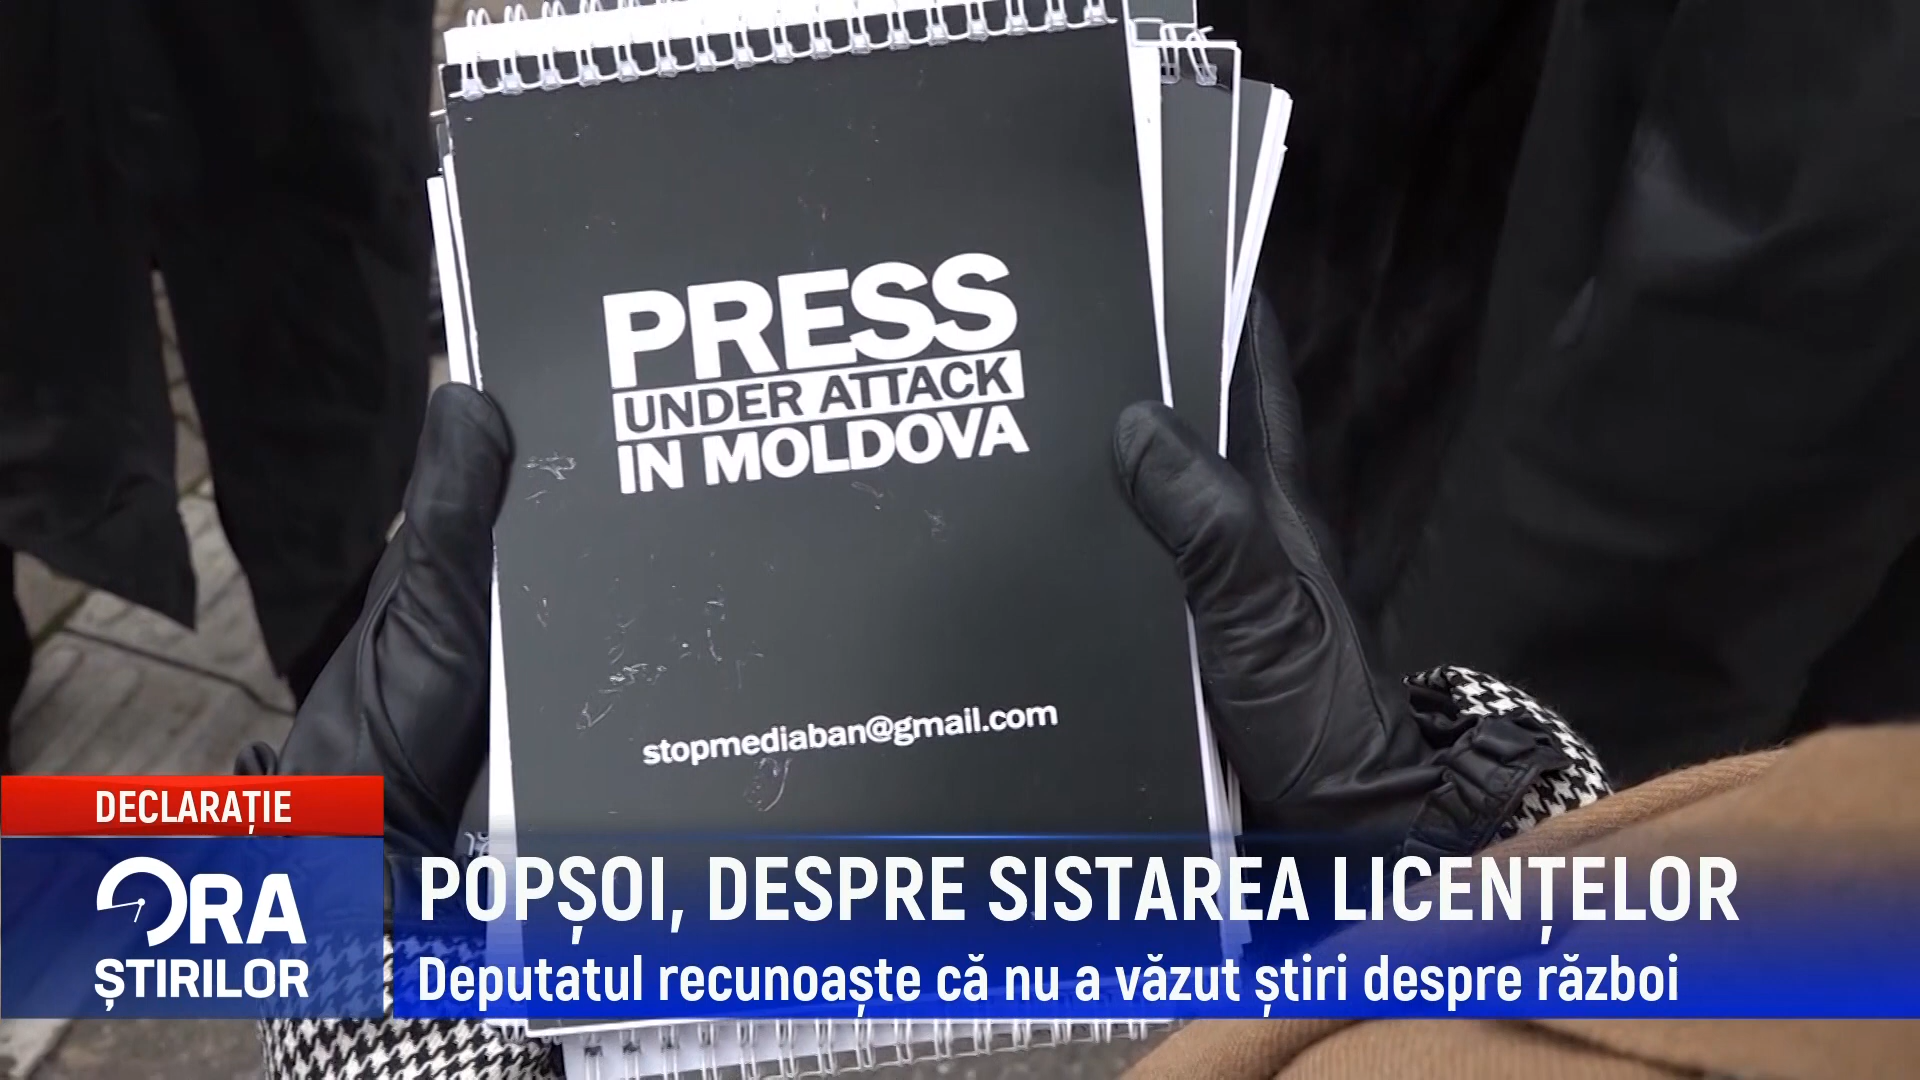 PRESS
UNDER ATTACK
IN MOLDOVA
stopmediaban@gmail.com
DECLARAȚIE
ORA
ȘTIRILOR
POPȘOI, DESPRE SISTAREA LICENȚELOR
Deputatul recunoaște că nu a văzut știri despre război